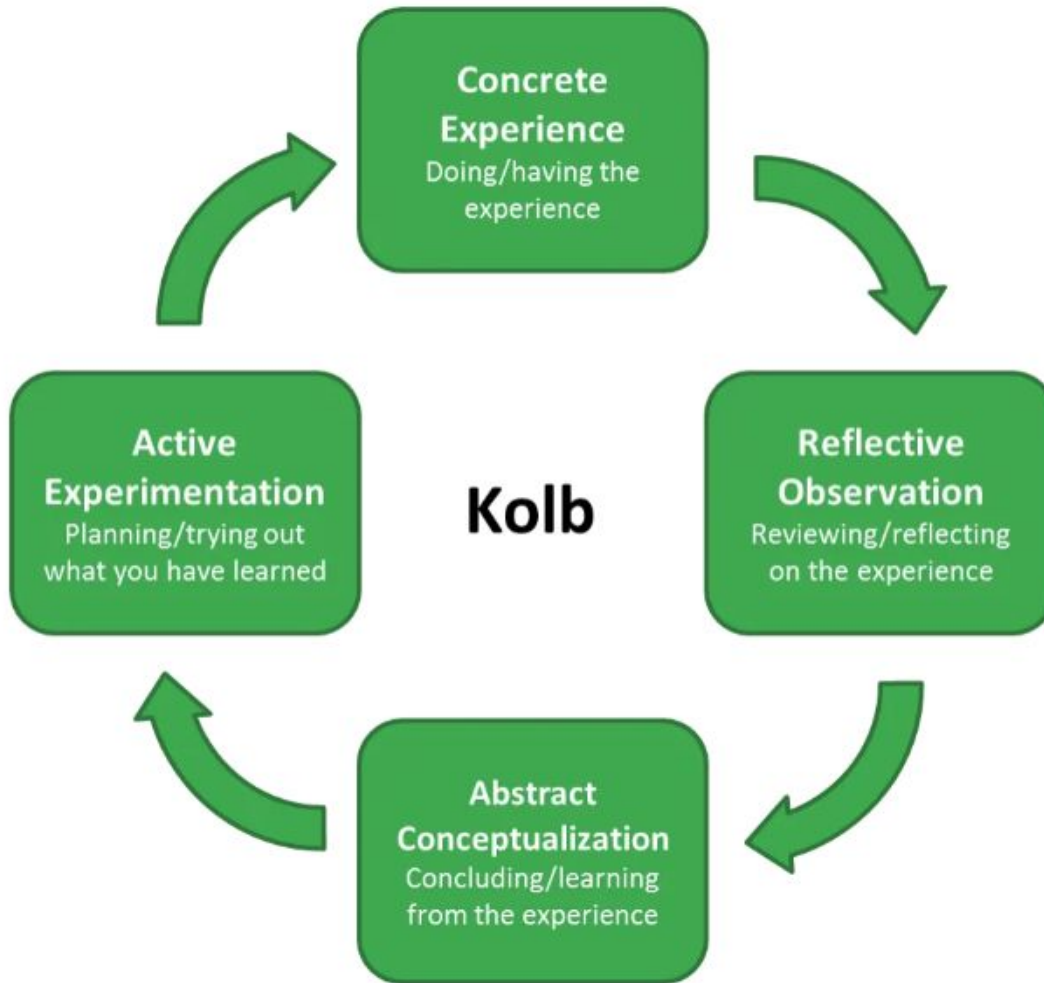 Concrete
Experience
Doing/having the
experience
Reflective
Observation
Reviewing/reflecting
on the experience
Abstract
Conceptualization
Concluding/learning
from the experience
Active
Experimentation
Planning/trying out
what you have learned
Kolb